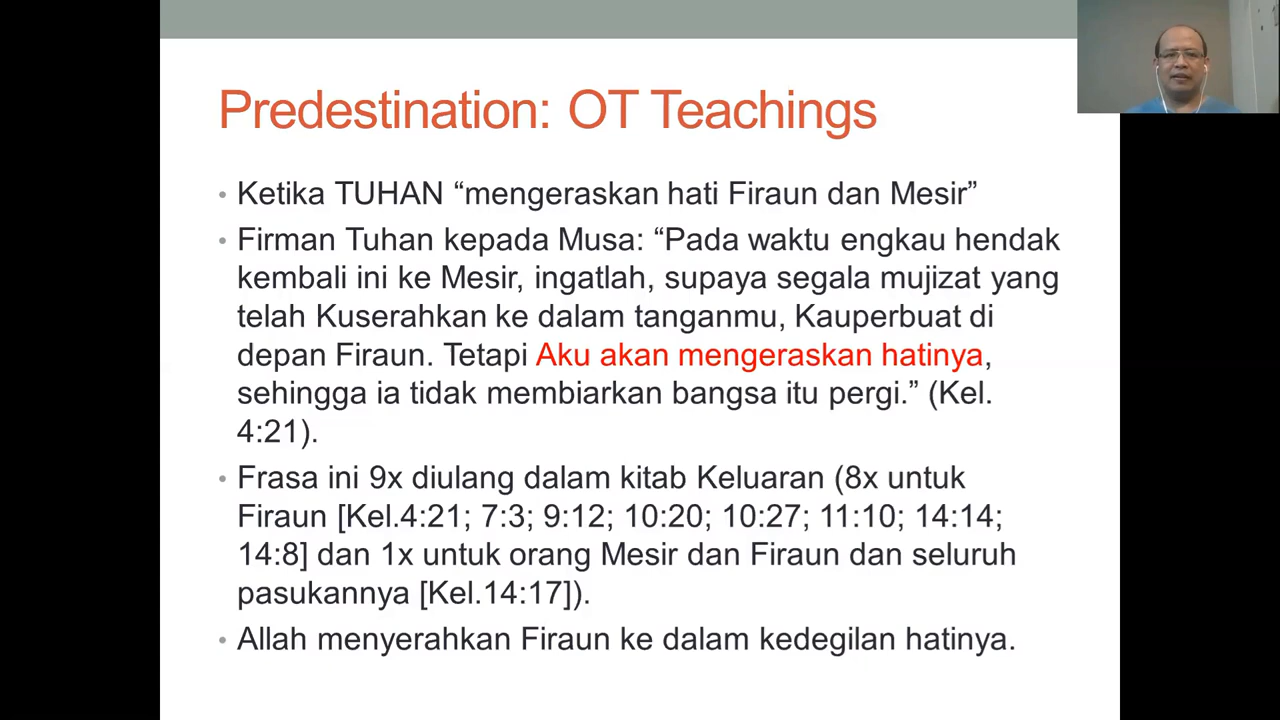 Predestination: OT Teachings
• Ketika TUHAN “mengeraskan hati Firaun dan Mesir”
• Firman Tuhan kepada Musa: “Pada waktu engkau hendak
kembali ini ke Mesir, ingatlah, supaya segala mujizat yang
telah Kuserahkan ke dalam tanganmu, Kauperbuat di
depan Firaun. Tetapi Aku akan mengeraskan hatinya,
sehingga ia tidak membiarkan bangsa itu pergi.” (Kel.
4:21).
• Frasa ini 9x diulang dalam kitab Keluaran (8x untuk
Firaun [Kel.4:21; 7:3; 9:12; 10:20; 10:27; 11:10; 14:14;
14:8] dan 1x untuk orang Mesir dan Firaun dan seluruh
pasukannya [Kel.14:17]).
• Allah menyerahkan Firaun ke dalam kedegilan hatinya.